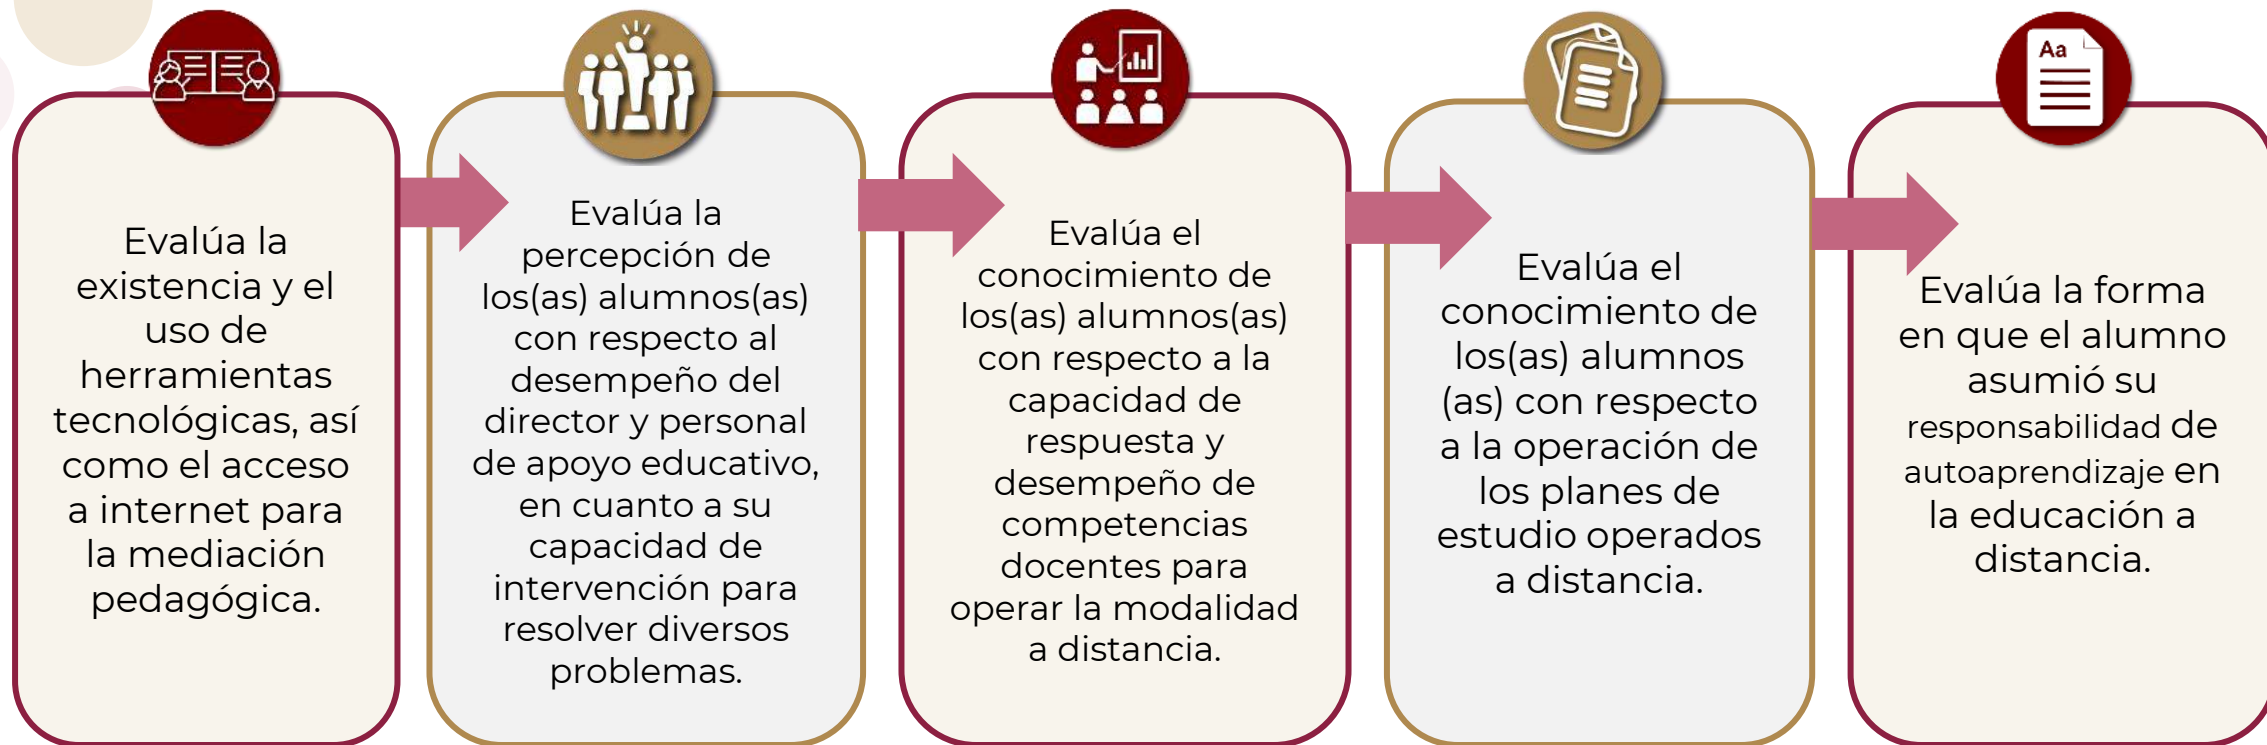 Evalúa la
existencia y el
uso de
herramientas
tecnológicas, así
como el acceso
a internet para
la mediación
pedagógica.
Evalúa la
percepción de
los(as) alumnos(as)
con respecto al
desempeño del
director y personal
de apoyo educativo,
en cuanto a su
capacidad de
intervención para
resolver diversos
problemas.
Evalúa el
conocimiento de
los(as) alumnos(as)
con respecto a la
capacidad de
respuesta y
desempeño de
competencias
docentes para
operar la modalidad
a distancia.
Evalúa el
conocimiento de
los(as) alumnos
(as) con respecto
a la operación de
los planes de
estudio operados
a distancia.
Aa
Evalúa la forma
en que el alumno
asumió su
responsabilidad de
autoaprendizaje en
la educación a
distancia.